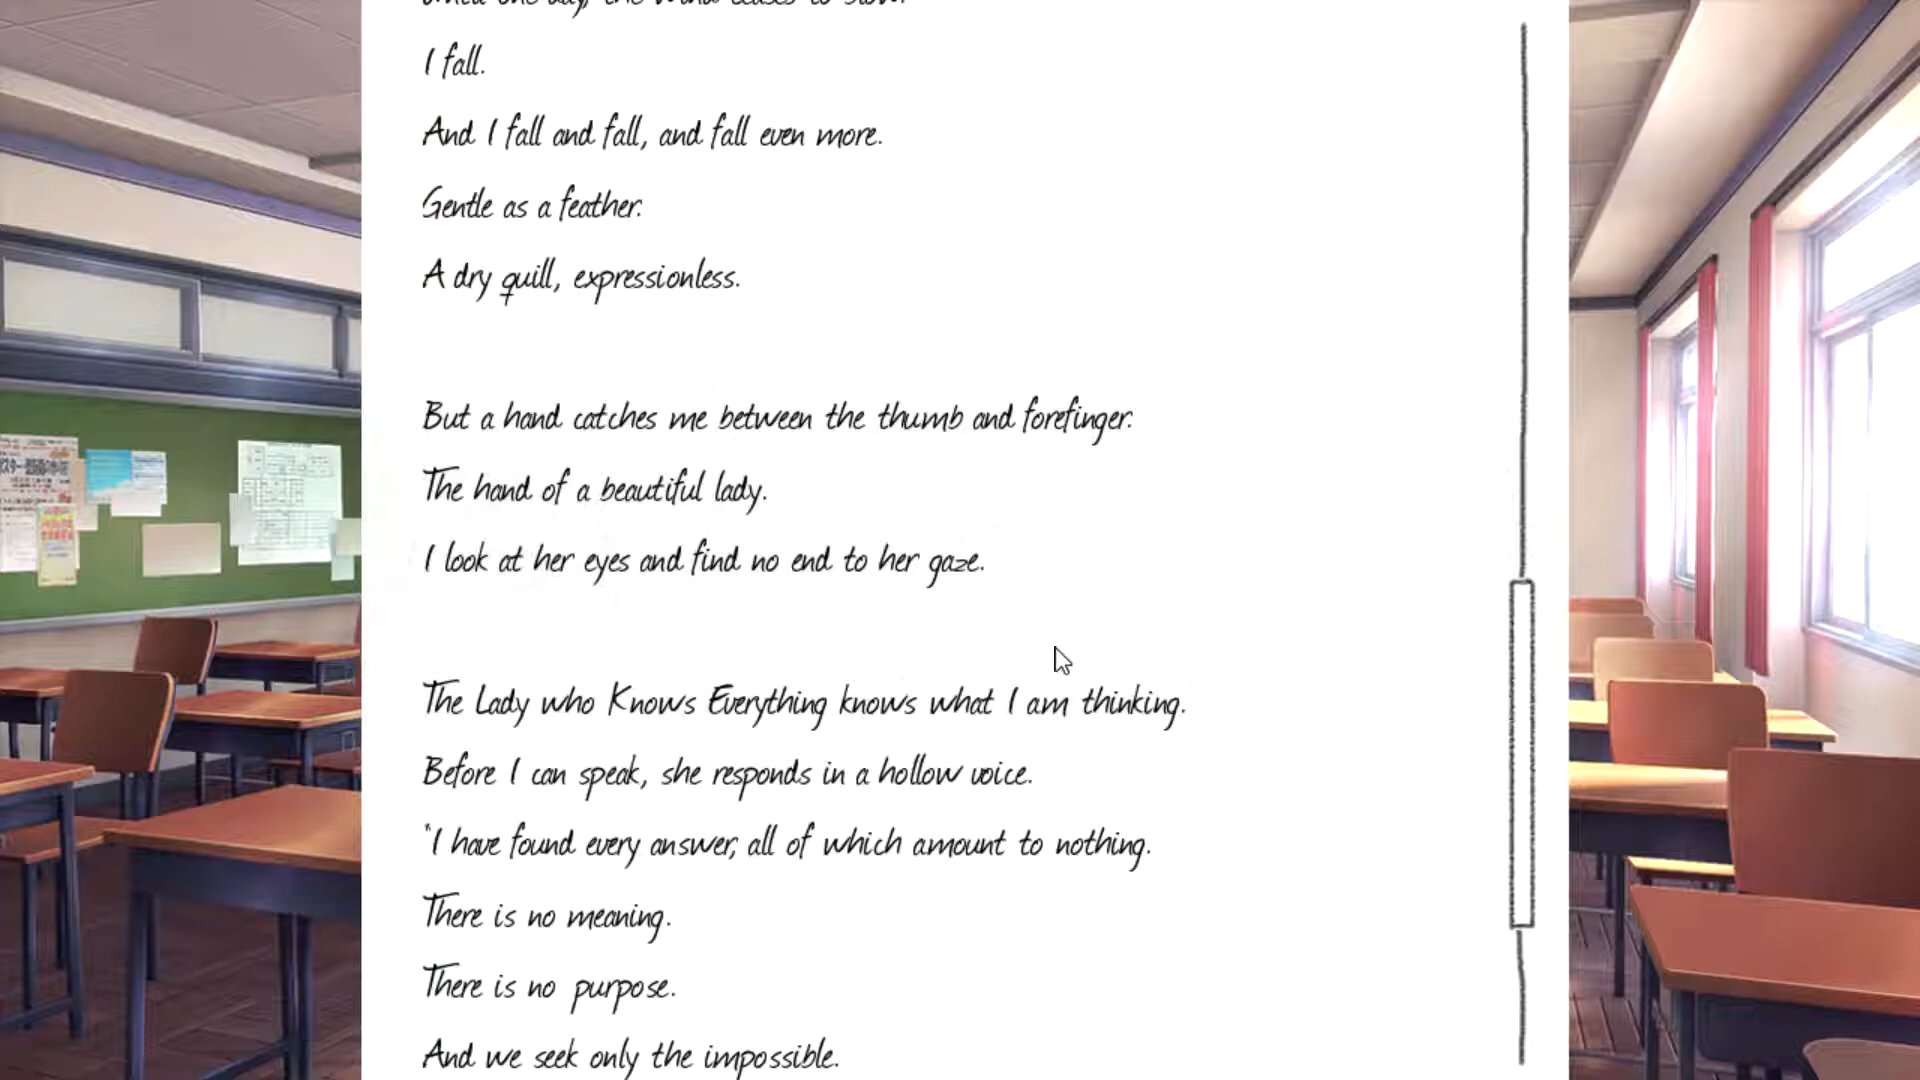 I fall.
And I fall and fall, and fall even more.
Gentle as a feather.
A dry quill, expressionless.
But a hand catches me between the thumb and forefinger.
The hand of a beautiful lady.
I look at her eyes and find no end to her gaze.
The Lady who Knows Everything knows what I am thinking.
Before I can speak, she responds in a hollow voice.
"I have found every answer, all of which amount to nothing.
There is no meaning.
There is no purpose.
And we seek only the impossible.